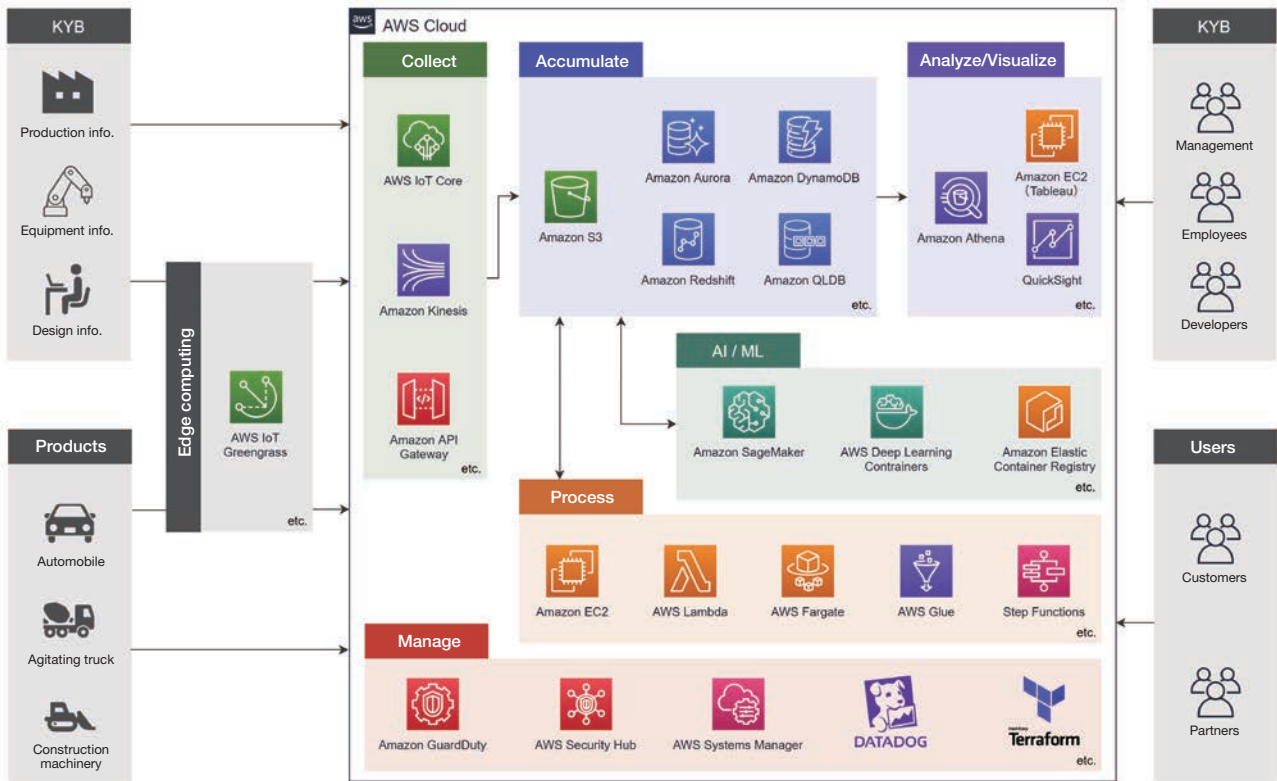 KYB
Production info.
Equipment info.
Design info.
Products
Automobile
Agitating truck
Construction
machinery
Edge computing
AWS IoT
Greengrass
etc.
aws
AWS Cloud
Collect
AWS IoT Core
Amazon Kinesis
Amazon API
Gateway
etc.
Accumulate
Amazon S3
Amazon Aurora
Amazon DynamoDB
Amazon Redshift
Amazon QLDB
etc.
Analyze/Visualize
Amazon Athena
Amazon EC2
(Tableau)
QuickSight
etc.
AI / ML
Amazon SageMaker
AWS Deep Learning
Contrainers
Amazon Elastic
Container Registry
etc.
Process
Amazon EC2
AWS Lambda
AWS Fargate
AWS Glue
Step Functions
etc.
Manage
Amazon GuardDuty
AWS Security Hub
AWS Systems Manager
DATADOG
Terraform
etc.
KYB
Management
Employees
Developers
Users
Customers
Partners